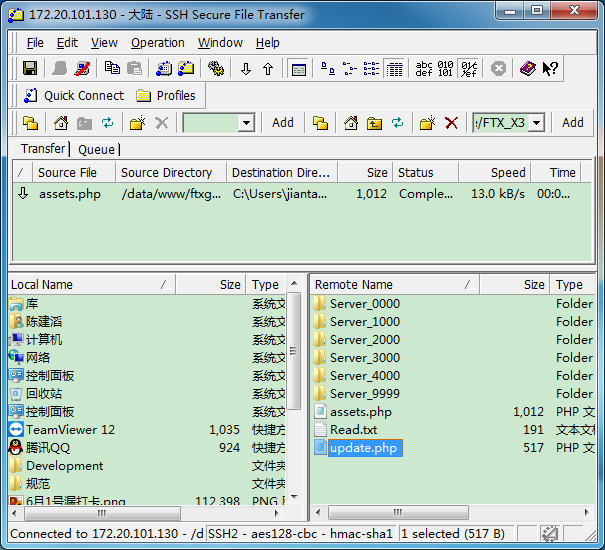 172.20.101.130 - 大陆 - SSH Secure File Transfer
File Edit View Operation Window Help
abc def 010 101
Quick Connect Profiles
Add !/FTX_X3 Add
Transfer Queue
/ Source File Source Directory Destination Dire... Size Status Speed Time
assets.php /data/www/ftxg... C:\Users\jianta... 1,012 Comple... 13.0 kB/s 00:0...
Local Name / Size Type
库 系统文
陈建滔 系统文
计算机 系统文
网络 系统文
控制面板 系统文
回收站 系统文
控制面板 系统文
TeamViewer 12 1,035 快捷方
腾讯QQ 924 快捷方
Development 文件夹
规范 文件夹
6月1号漏打卡.png 112,398 PNG
Remote Name / Size Type
Server_0000 Folder
Server_1000 Folder
Server_2000 Folder
Server_3000 Folder
Server_4000 Folder
Server_9999 Folder
assets.php 1,012 PHP 文
Read.txt 191 文本文
update.php 517 PHP 文
Connected to 172.20.101.130 - /d SSH2 - aes128-cbc - hmac-sha1 1 selected (517 B)